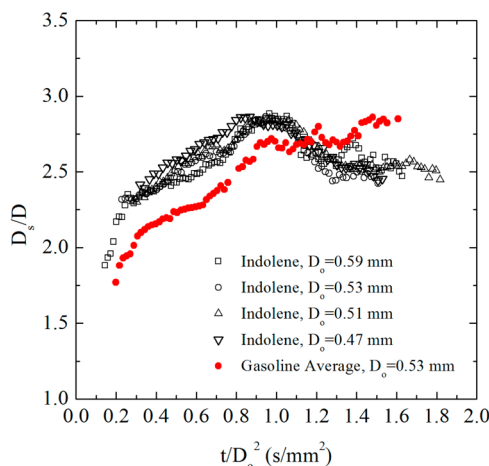 3.5
3.0
2.5
2.0
1.5
1.0
D_s/D
Indolene, D_o=0.59 mm
Indolene, D_o=0.53 mm
Indolene, D_o=0.51 mm
Indolene, D_o=0.47 mm
Gasoline Average, D_o=0.53 mm
0.0 0.2 0.4 0.6 0.8 1.0 1.2 1.4 1.6 1.8 2.0
t/D_o^2 (s/mm^2)